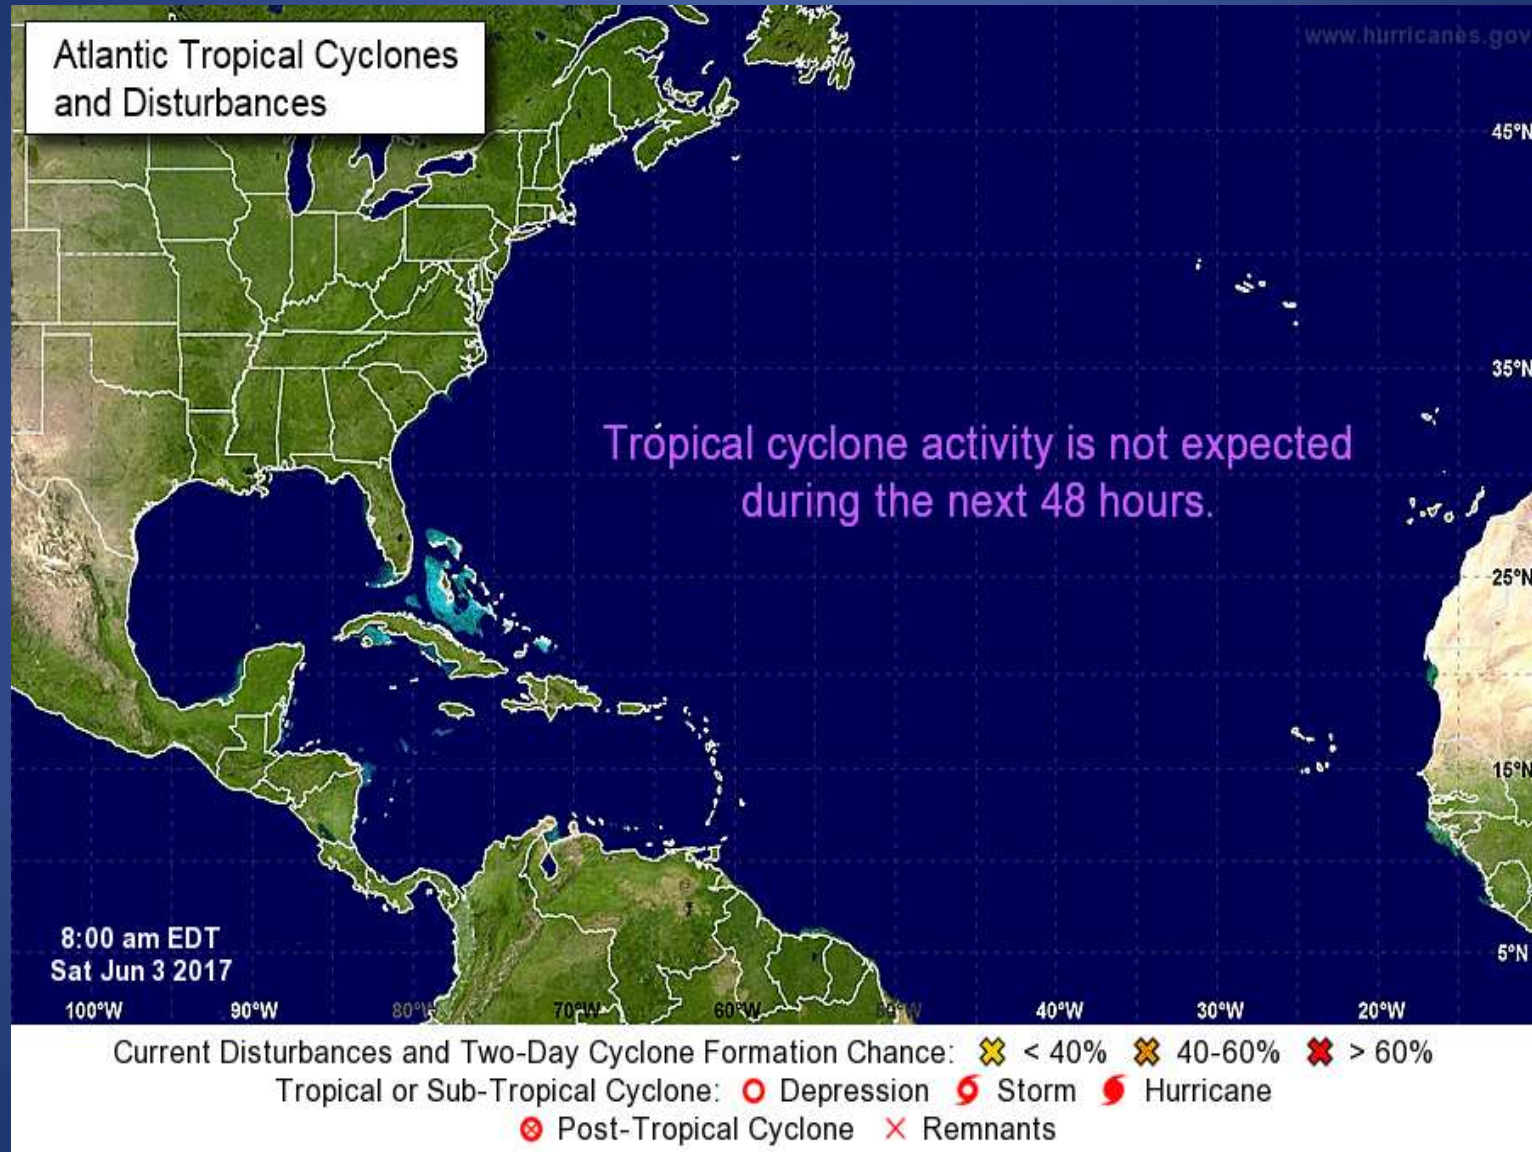 Atlantic Tropical Cyclones
and Disturbances
www.hurricanes.gov
45°N
35°N
Tropical cyclone activity is not expected
during the next 48 hours.
25°N
15°N
8:00 am EDT
Sat Jun 3 2017
5°N
100°W 90°W 80°W 70°W 60°W 50°W 40°W 30°W 20°W
Current Disturbances and Two-Day Cyclone Formation Chance: < 40% 40-60% > 60%
Tropical or Sub-Tropical Cyclone: Depression Storm Hurricane
Post-Tropical Cyclone Remnants